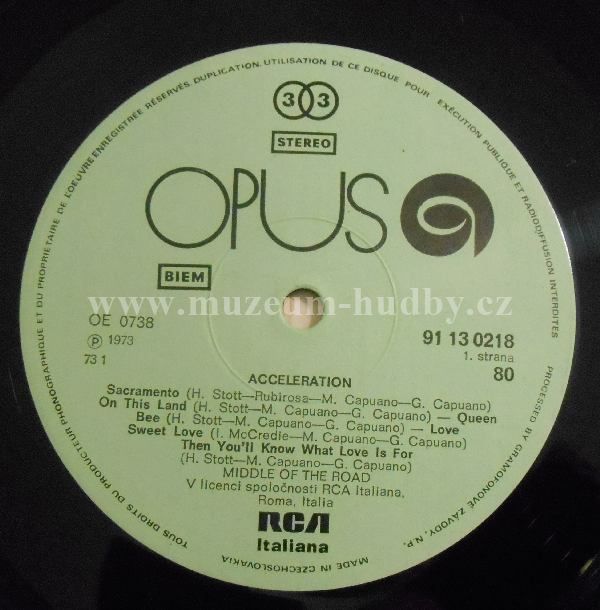 TOUS DROITS DU PRODUCTEUR PHONOGRAPHIQUE ET DU PROPRIETAIRE DE L'OEUVRE ENREGISTRÉE RESERVES. DUPLICATION, UTILISATION DE CE DISQUE POUR EXÉCUTION PUBLIQUE ET RADIODIFFUSION INTERDITES
33
STEREO
OPUS
BIEM
www.muzeum-hudby.cz
OE 0738
℗ 1973
73 1
91 13 0218
1. strana
80
ACCELERATION
Sacramento (H. Stott—Rubirosa—M. Capuano—G. Capuano)
On This Land (H. Stott—M. Capuano—G. Capuano) — Queen
Bee (H. Stott—M. Capuano—G. Capuano) — Love
Sweet Love (I. McCredie—M. Capuano—G. Capuano)
Then You'll Know What Love Is For
(H. Stott—M. Capuano—G. Capuano)
MIDDLE OF THE ROAD
V licenci spoločnosti RCA Italiana,
Roma, Italia
RCA
Italiana
PROCESSED BY GRAMOFONOVÉ ZÁVODY, N.P.
MADE IN CZECHOSLOVAKIA